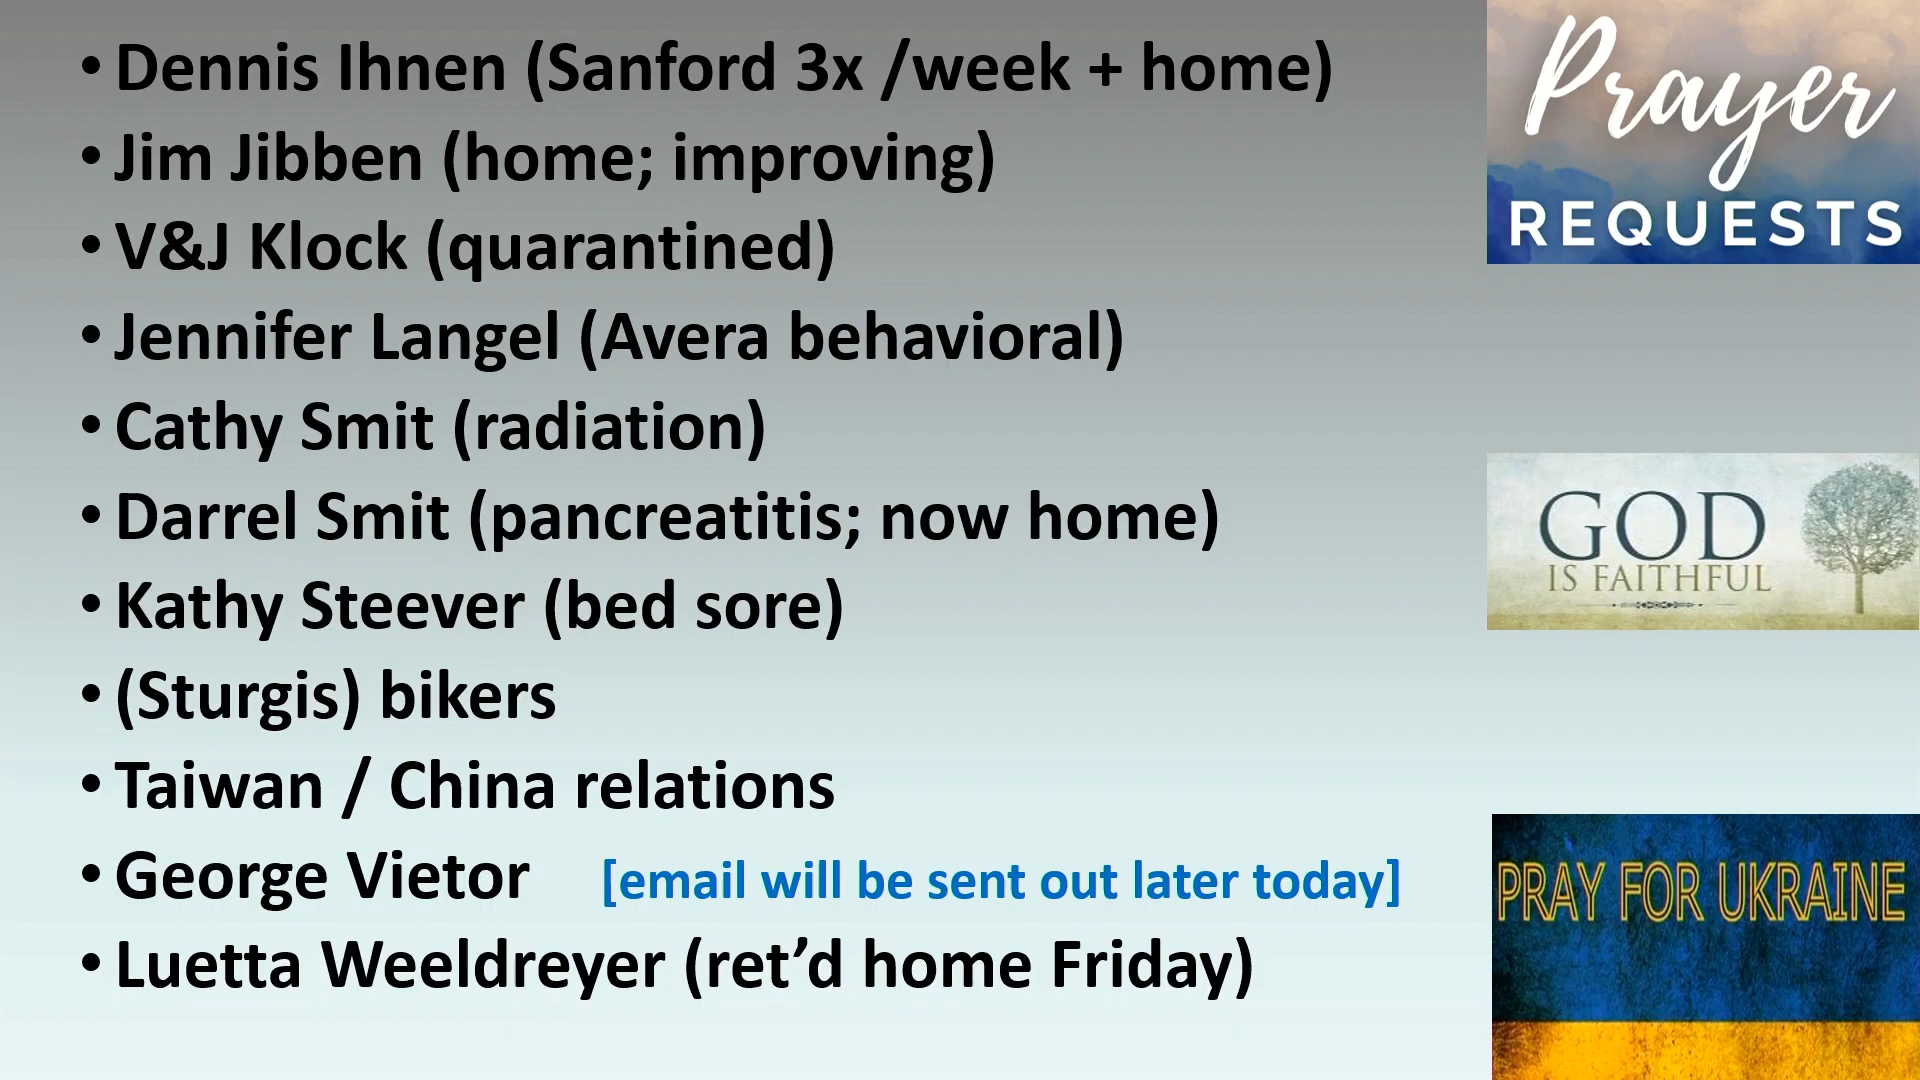 • Dennis Ihnen (Sanford 3x /week + home)
• Jim Jibben (home; improving)
• V&J Klock (quarantined)
• Jennifer Langel (Avera behavioral)
• Cathy Smit (radiation)
• Darrel Smit (pancreatitis; now home)
• Kathy Steever (bed sore)
• (Sturgis) bikers
• Taiwan / China relations
• George Vietor [email will be sent out later today]
• Luetta Weeldreyer (ret’d home Friday)
Prayer
REQUESTS
GOD
IS FAITHFUL
PRAY FOR UKRAINE